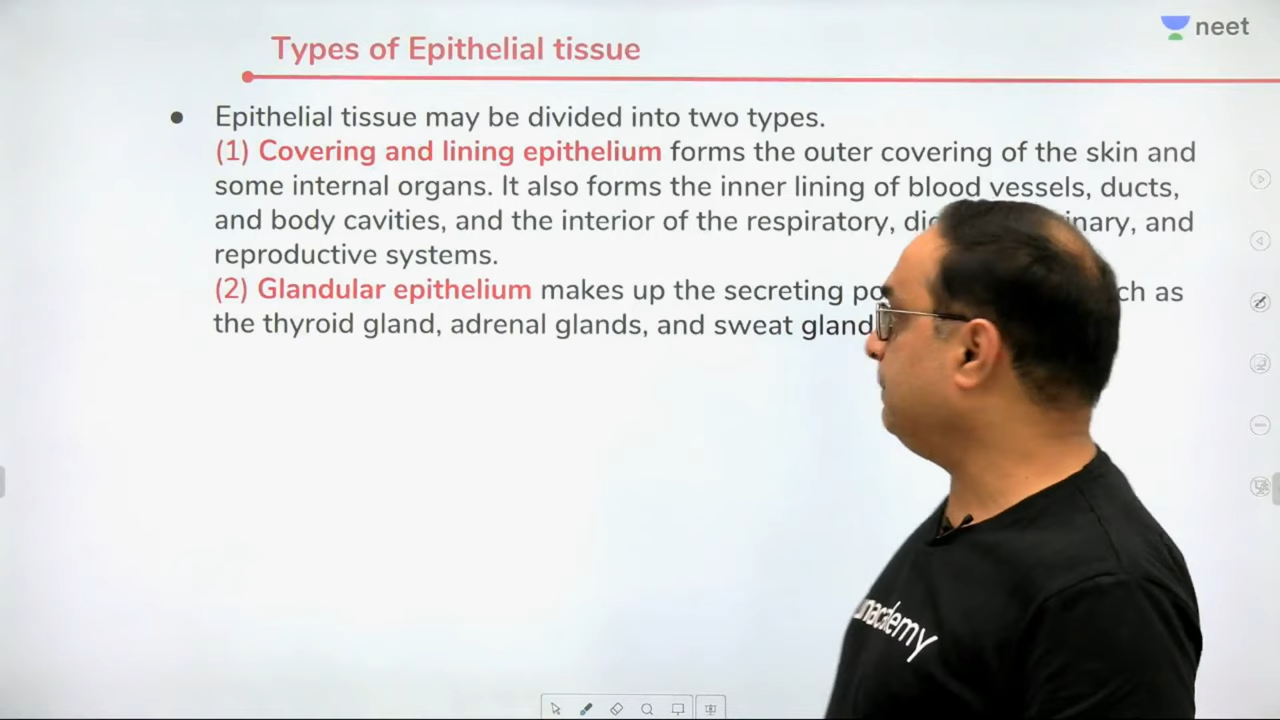 neet
Types of Epithelial tissue
Epithelial tissue may be divided into two types.
(1) Covering and lining epithelium forms the outer covering of the skin and
some internal organs. It also forms the inner lining of blood vessels, ducts,
and body cavities, and the interior of the respiratory, and
reproductive systems.
(2) Glandular epithelium makes up the secreting as
the thyroid gland, adrenal glands, and sweat